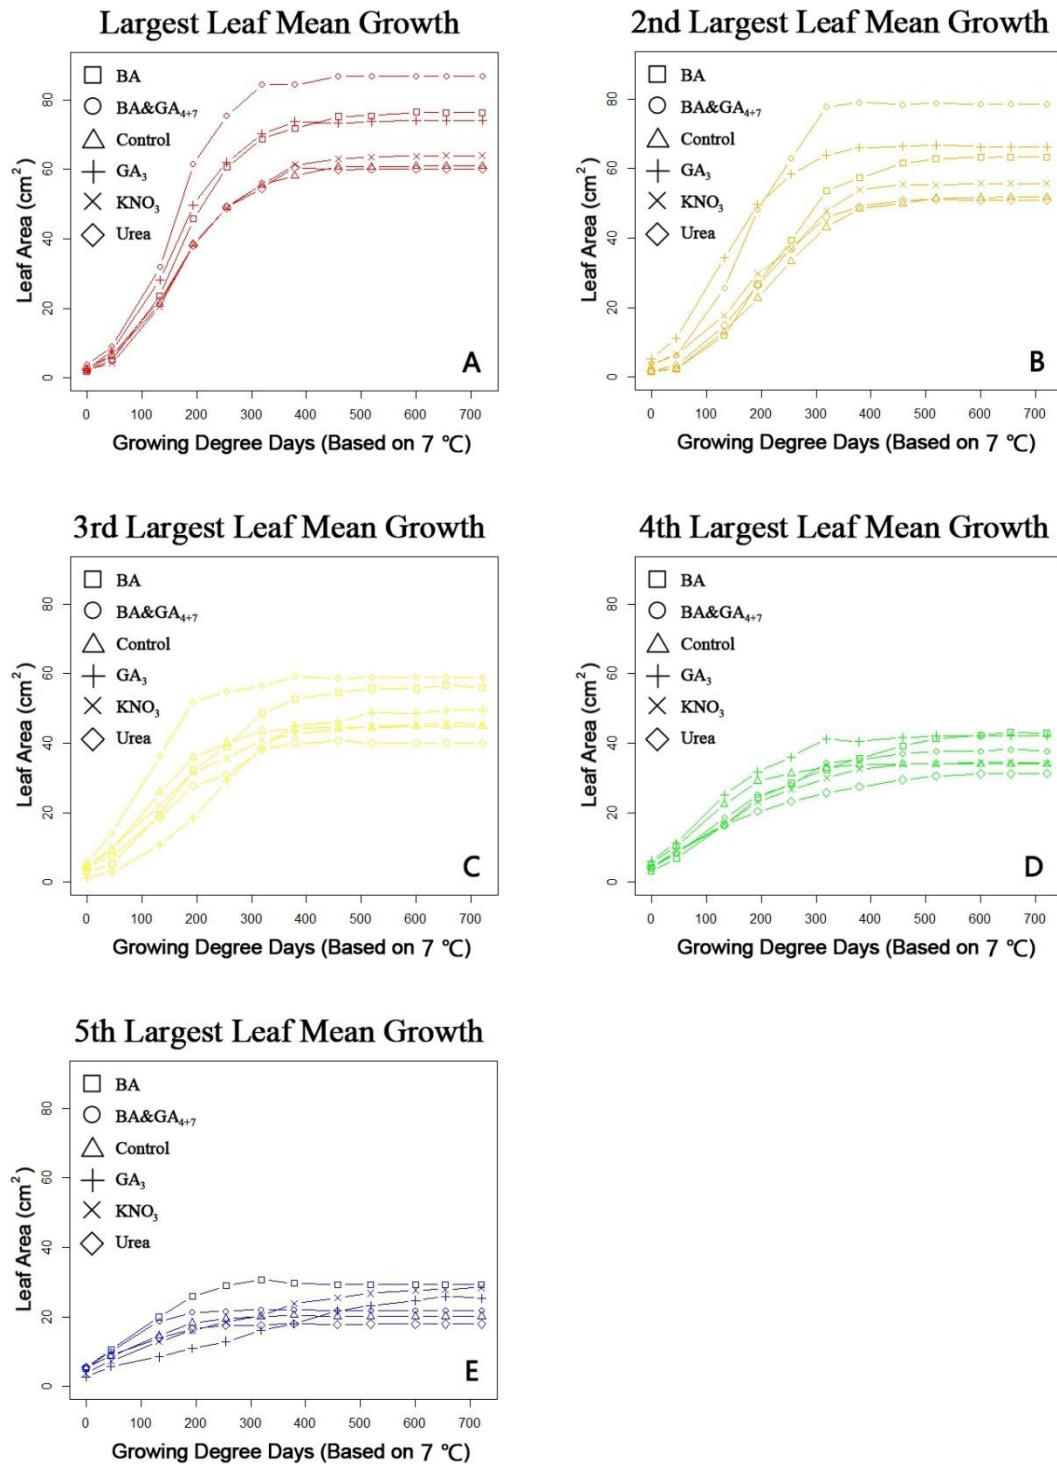 Largest Leaf Mean Growth
BA
BA&GA₄₊₇
Control
GA₃
KNO₃
Urea
Leaf Area (cm²)
0 20 40 60 80
A
0 100 200 300 400 500 600 700
Growing Degree Days (Based on 7 ℃)
2nd Largest Leaf Mean Growth
BA
BA&GA₄₊₇
Control
GA₃
KNO₃
Urea
Leaf Area (cm²)
0 20 40 60 80
B
0 100 200 300 400 500 600 700
Growing Degree Days (Based on 7 ℃)
3rd Largest Leaf Mean Growth
BA
BA&GA₄₊₇
Control
GA₃
KNO₃
Urea
Leaf Area (cm²)
0 20 40 60 80
C
0 100 200 300 400 500 600 700
Growing Degree Days (Based on 7 ℃)
4th Largest Leaf Mean Growth
BA
BA&GA₄₊₇
Control
GA₃
KNO₃
Urea
Leaf Area (cm²)
0 20 40 60 80
D
0 100 200 300 400 500 600 700
Growing Degree Days (Based on 7 ℃)
5th Largest Leaf Mean Growth
BA
BA&GA₄₊₇
Control
GA₃
KNO₃
Urea
Leaf Area (cm²)
0 20 40 60 80
E
0 100 200 300 400 500 600 700
Growing Degree Days (Based on 7 ℃)